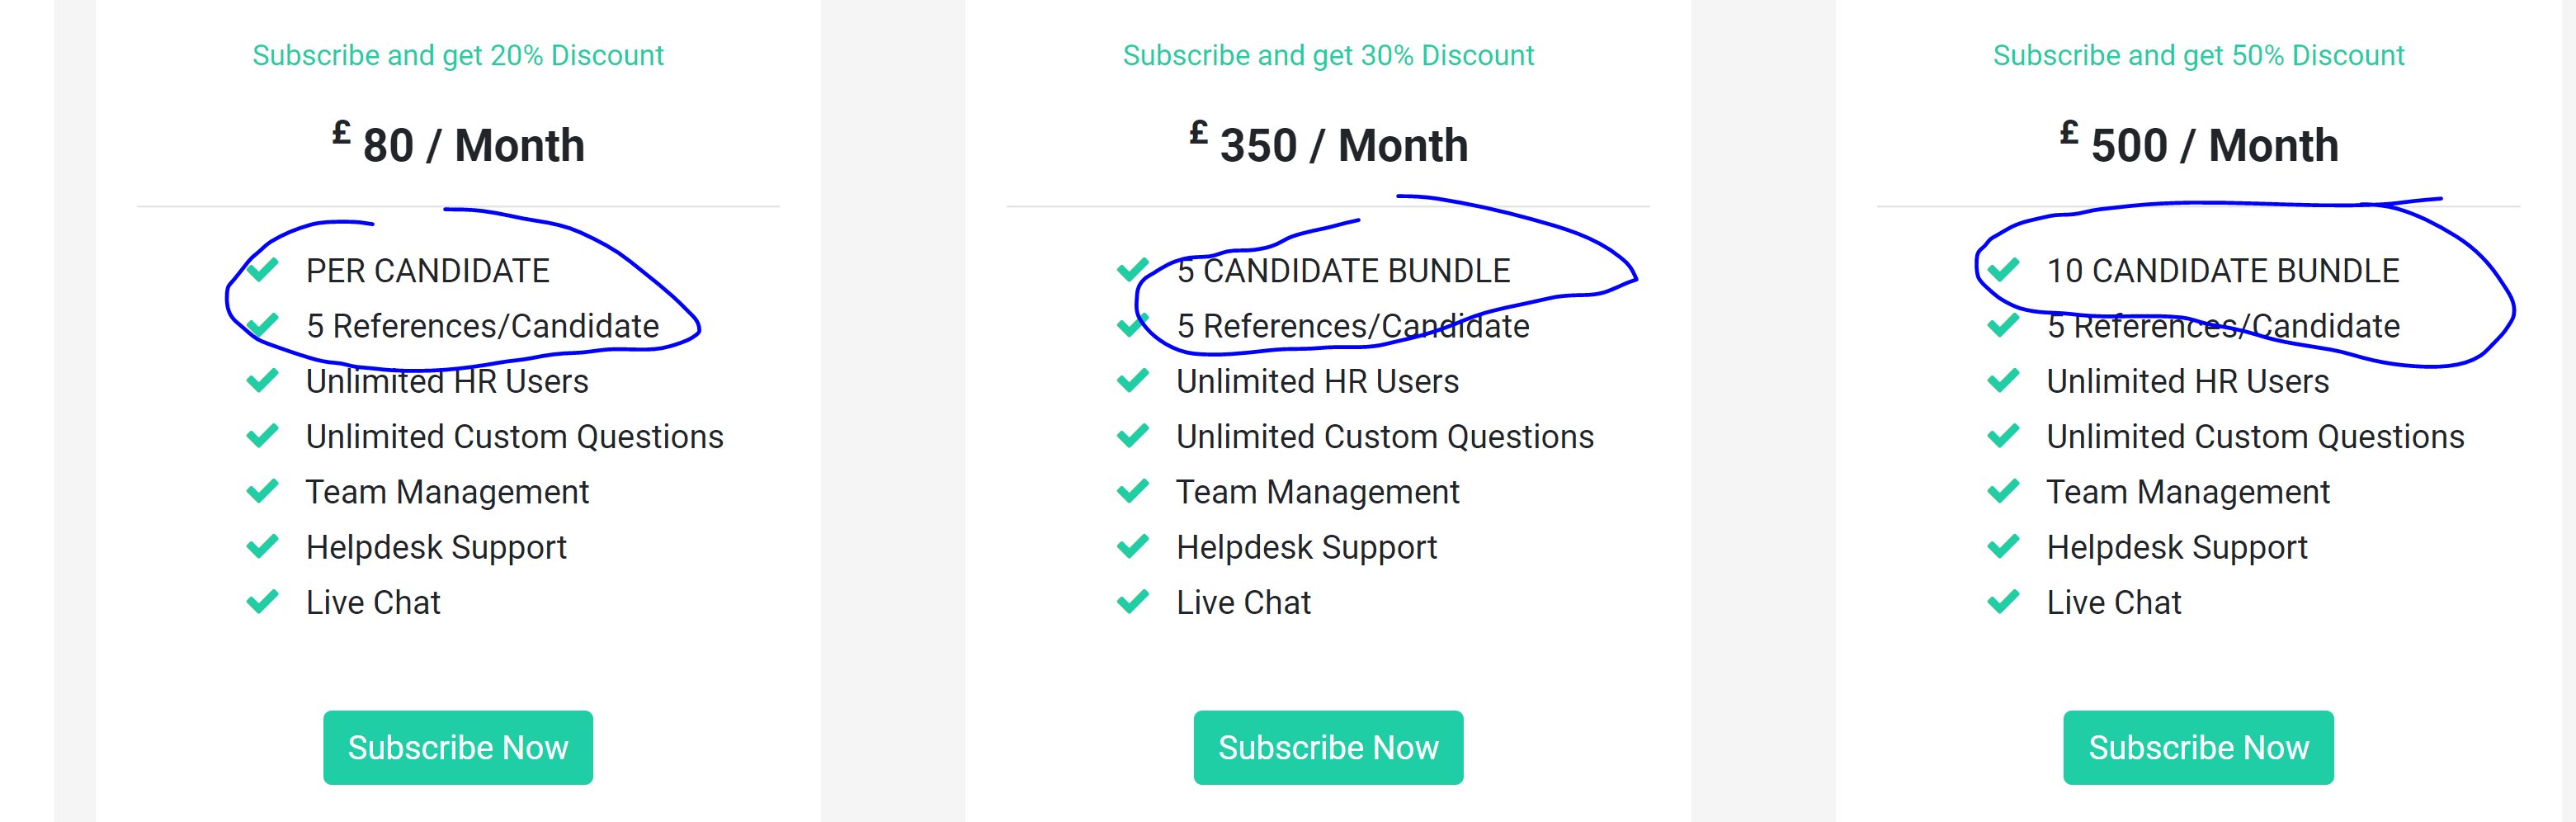 Subscribe and get 20% Discount
£ 80 / Month
PER CANDIDATE
5 References/Candidate
Unlimited HR Users
Unlimited Custom Questions
Team Management
Helpdesk Support
Live Chat
Subscribe Now
Subscribe and get 30% Discount
£ 350 / Month
5 CANDIDATE BUNDLE
5 References/Candidate
Unlimited HR Users
Unlimited Custom Questions
Team Management
Helpdesk Support
Live Chat
Subscribe Now
Subscribe and get 50% Discount
£ 500 / Month
10 CANDIDATE BUNDLE
5 References/Candidate
Unlimited HR Users
Unlimited Custom Questions
Team Management
Helpdesk Support
Live Chat
Subscribe Now